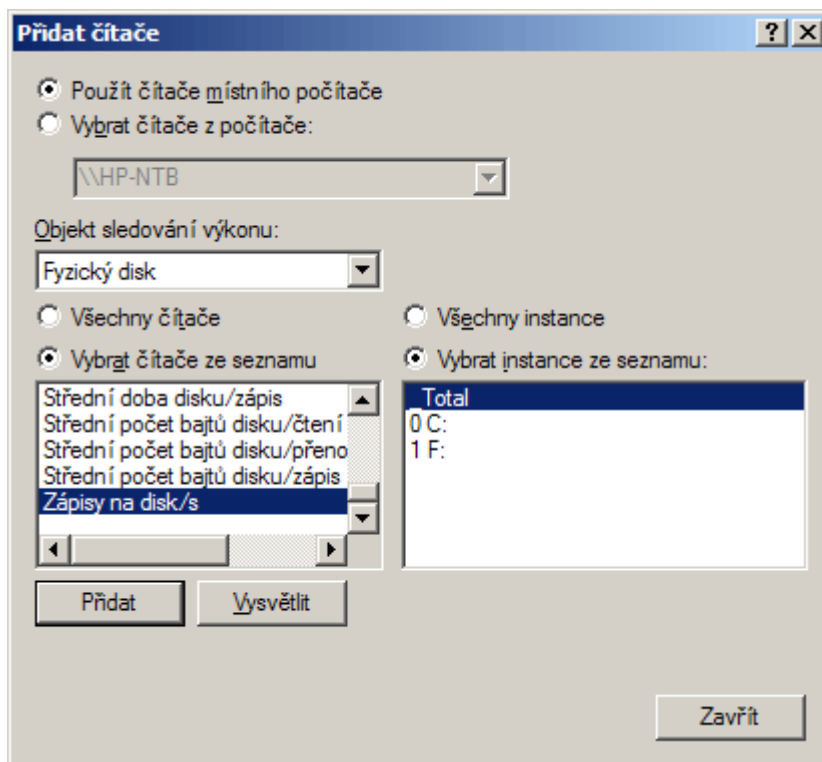 Přidat čítače
Použít čítače místního počítače
Vybrat čítače z počítače:
\\HP-NTB
Objekt sledování výkonu:
Fyzický disk
Všechny čítače
Všechny instance
Vybrat čítače ze seznamu
Vybrat instance ze seznamu:
Střední doba disku/zápis
Střední počet bajtů disku/čtení
Střední počet bajtů disku/přeno
Střední počet bajtů disku/zápis
Zápisy na disk/s
_Total
0 C:
1 F:
Přidat
Vysvětlit
Zavřít